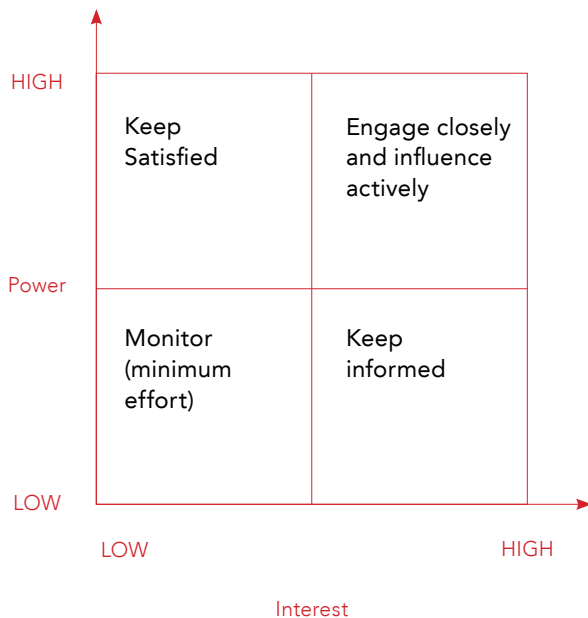 HIGH
Keep
Satisfied
Engage closely
and influence
actively
Power
Monitor
(minimum
effort)
Keep
informed
LOW
LOW
HIGH
Interest